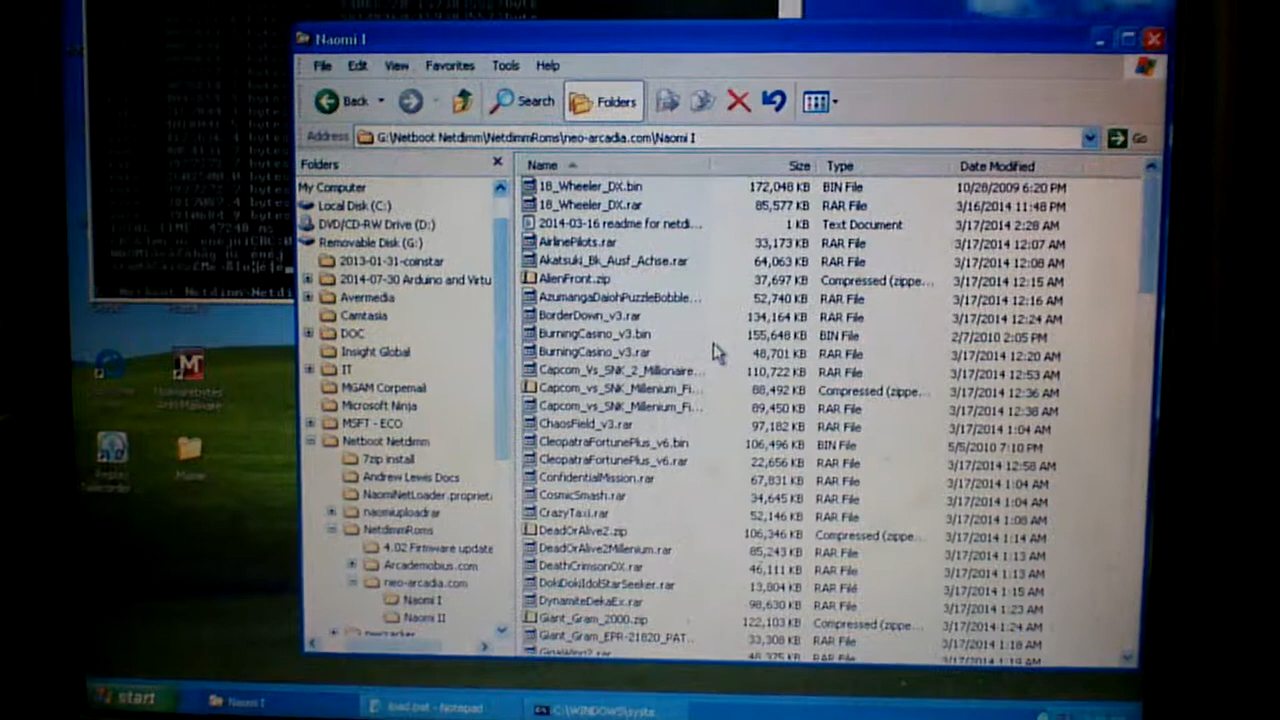 Naomi I
File Edit View Favorites Tools Help
Back Search Folders
Address G:\Netboot Netdimm\NetdimmRoms\neo-arcadia.com\Naomi I Go
Folders
My Computer
Local Disk (C:)
DVD/CD-RW Drive (D:)
Removable Disk (G:)
2013-01-31-coinstar
2014-07-30 Arduino and Virtu
Avermedia
Camtasia
DOC
Insight Global
IT
MGAM Corpemail
Microsoft Ninja
MSFT - ECO
Netboot Netdimm
7zip install
Andrew Lewis Docs
NaomiNetLoader.propriet
naomiuploadrar
NetdimmRoms
4.02 Firmware update
Arcademobius.com
neo-arcadia.com
Naomi I
Naomi II
Name Size Type Date Modified
18_Wheeler_DX.bin 172,048 KB BIN File 10/28/2009 6:20 PM
18_Wheeler_DX.rar 85,577 KB RAR File 3/16/2014 11:48 PM
2014-03-16 readme for netdi... 1 KB Text Document 3/17/2014 2:28 AM
AirlinePilots.rar 33,173 KB RAR File 3/17/2014 12:07 AM
Akatsuki_Bk_Ausf_Achse.rar 64,063 KB RAR File 3/17/2014 12:08 AM
AlienFront.zip 37,697 KB Compressed (zippe... 3/17/2014 12:15 AM
AzumangaDaiohPuzzleBobble... 52,740 KB RAR File 3/17/2014 12:16 AM
BorderDown_v3.rar 134,164 KB RAR File 3/17/2014 12:24 AM
BurningCasino_v3.bin 155,648 KB BIN File 2/7/2010 2:05 PM
BurningCasino_v3.rar 48,701 KB RAR File 3/17/2014 12:20 AM
Capcom_Vs_SNK_2_Millionaire... 110,722 KB RAR File 3/17/2014 12:53 AM
Capcom_vs_SNK_Millenium_Fi... 88,492 KB Compressed (zippe... 3/17/2014 12:36 AM
Capcom_vs_SNK_Millenium_Fi... 89,450 KB RAR File 3/17/2014 12:38 AM
ChaosField_v3.rar 97,182 KB RAR File 3/17/2014 1:04 AM
CleopatraFortunePlus_v6.bin 106,496 KB BIN File 5/5/2010 7:10 PM
CleopatraFortunePlus_v6.rar 22,656 KB RAR File 3/17/2014 12:58 AM
ConfidentialMission.rar 67,831 KB RAR File 3/17/2014 1:04 AM
CosmicSmash.rar 34,645 KB RAR File 3/17/2014 1:04 AM
CrazyTaxi.rar 52,146 KB RAR File 3/17/2014 1:08 AM
DeadOrAlive2.zip 106,346 KB Compressed (zippe... 3/17/2014 1:14 AM
DeadOrAlive2Millenium.rar 85,243 KB RAR File 3/17/2014 1:13 AM
DeathCrimsonOX.rar 46,111 KB RAR File 3/17/2014 1:13 AM
DokiDokiIdolStarSeeker.rar 13,804 KB RAR File 3/17/2014 1:15 AM
DynamiteDekaEx.rar 98,630 KB RAR File 3/17/2014 1:23 AM
Giant_Gram_2000.zip 122,103 KB Compressed (zippe... 3/17/2014 1:24 AM
Giant_Gram_EPR-21820_PAT... 33,308 KB RAR File 3/17/2014 1:18 AM
start Naomi I load.bat - Notepad C:\WINDOWS\syste